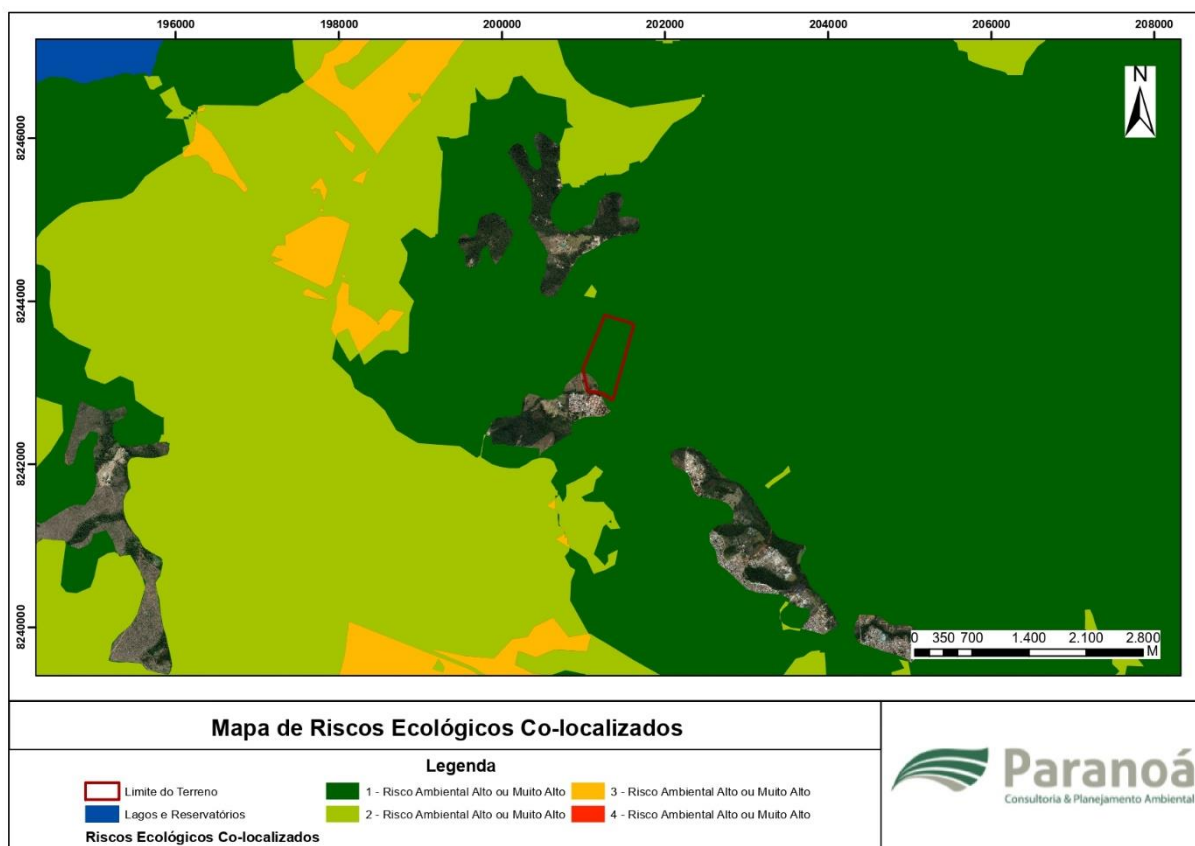 196000 198000 200000 202000 204000 206000 208000
N
8246000
8244000
8242000
8240000
0 350 700 1.400 2.100 2.800
M
Mapa de Riscos Ecológicos Co-localizados
Legenda
Limite do Terreno
Lagos e Reservatórios
Riscos Ecológicos Co-localizados
1 - Risco Ambiental Alto ou Muito Alto
2 - Risco Ambiental Alto ou Muito Alto
3 - Risco Ambiental Alto ou Muito Alto
4 - Risco Ambiental Alto ou Muito Alto
Paranoá
Consultoria & Planejamento Ambiental